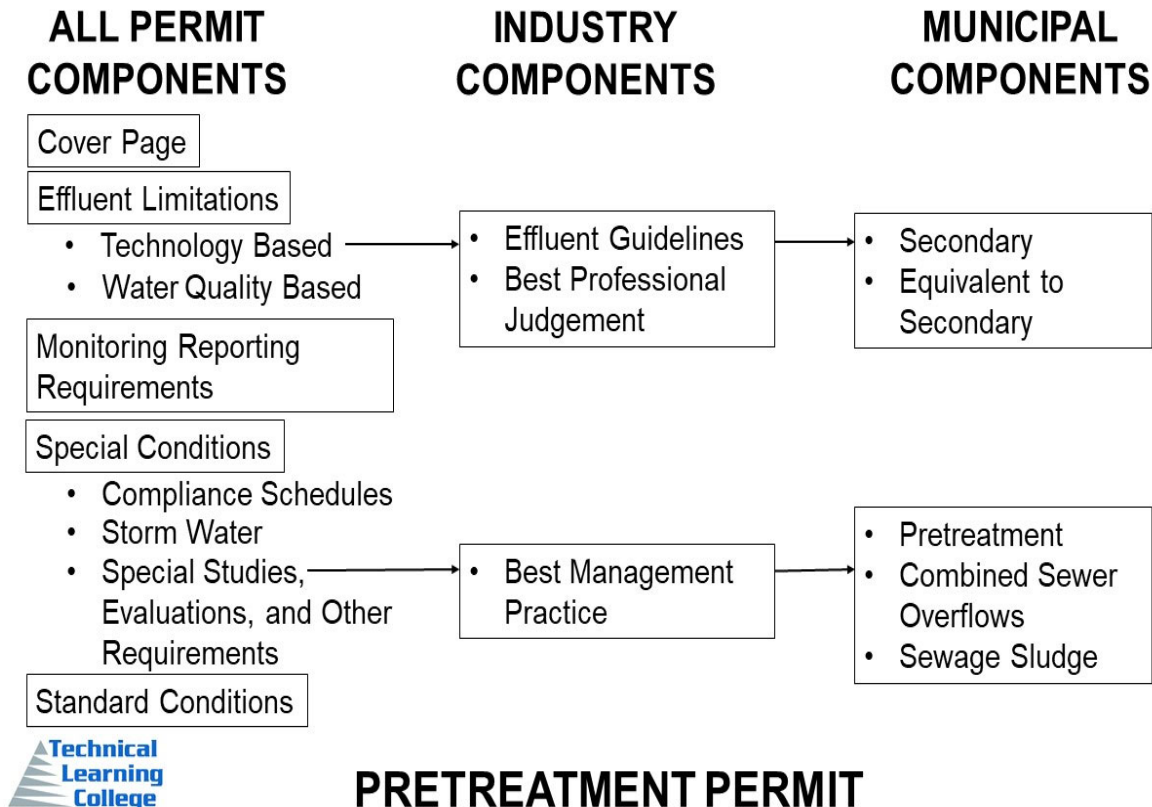 ALL PERMIT
COMPONENTS
INDUSTRY
COMPONENTS
MUNICIPAL
COMPONENTS
Cover Page
Effluent Limitations
• Technology Based
• Water Quality Based
• Effluent Guidelines
• Best Professional
Judgement
• Secondary
• Equivalent to
Secondary
Monitoring Reporting
Requirements
Special Conditions
• Compliance Schedules
• Storm Water
• Special Studies,
Evaluations, and Other
Requirements
• Best Management
Practice
• Pretreatment
• Combined Sewer
Overflows
• Sewage Sludge
Standard Conditions
Technical
Learning
College
PRETREATMENT PERMIT